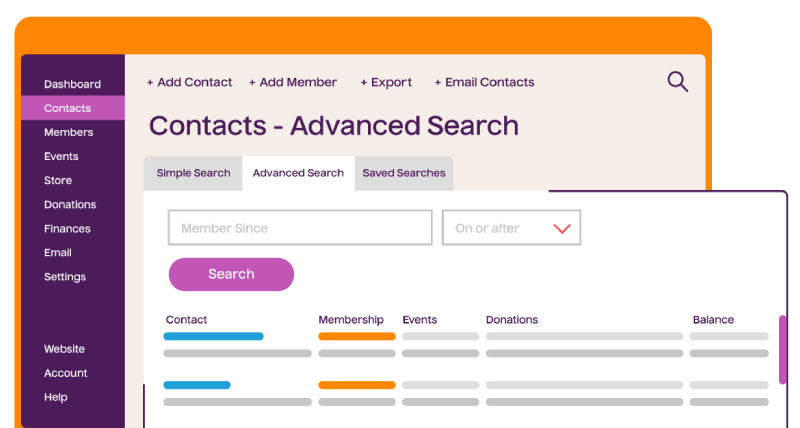 Dashboard
Contacts
Members
Events
Store
Donations
Finances
Email
Settings
Website
Account
Help
+ Add Contact + Add Member + Export + Email Contacts
Contacts - Advanced Search
Simple Search Advanced Search Saved Searches
Member Since On or after
Search
Contact Membership Events Donations Balance